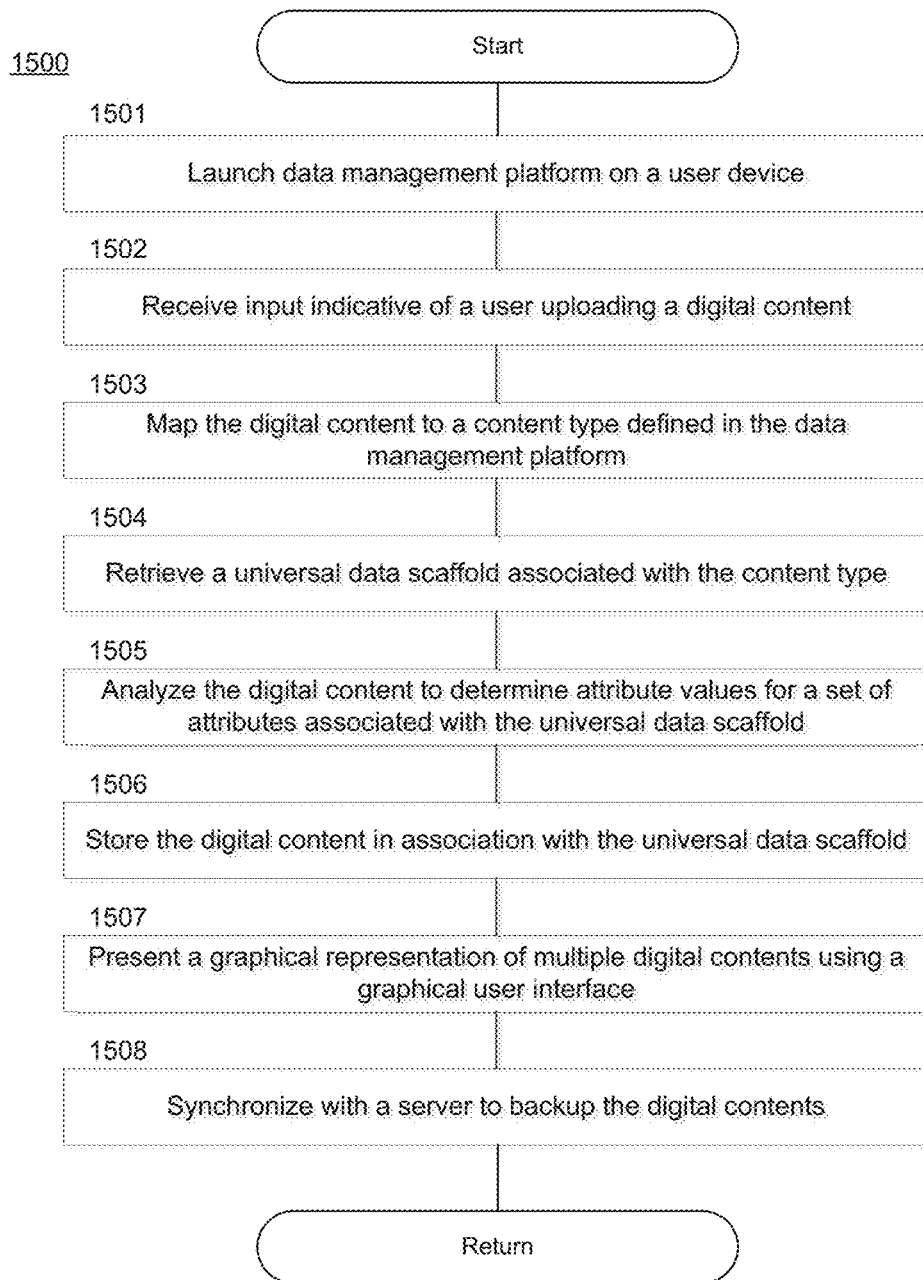 Start
1500
1501
Launch data management platform on a user device
1502
Receive input indicative of a user uploading a digital content
1503
Map the digital content to a content type defined in the data
management platform
1504
Retrieve a universal data scaffold associated with the content type
1505
Analyze the digital content to determine attribute values for a set of
attributes associated with the universal data scaffold
1506
Store the digital content in association with the universal data scaffold
1507
Present a graphical representation of multiple digital contents using a
graphical user interface
1508
Synchronize with a server to backup the digital contents
Return